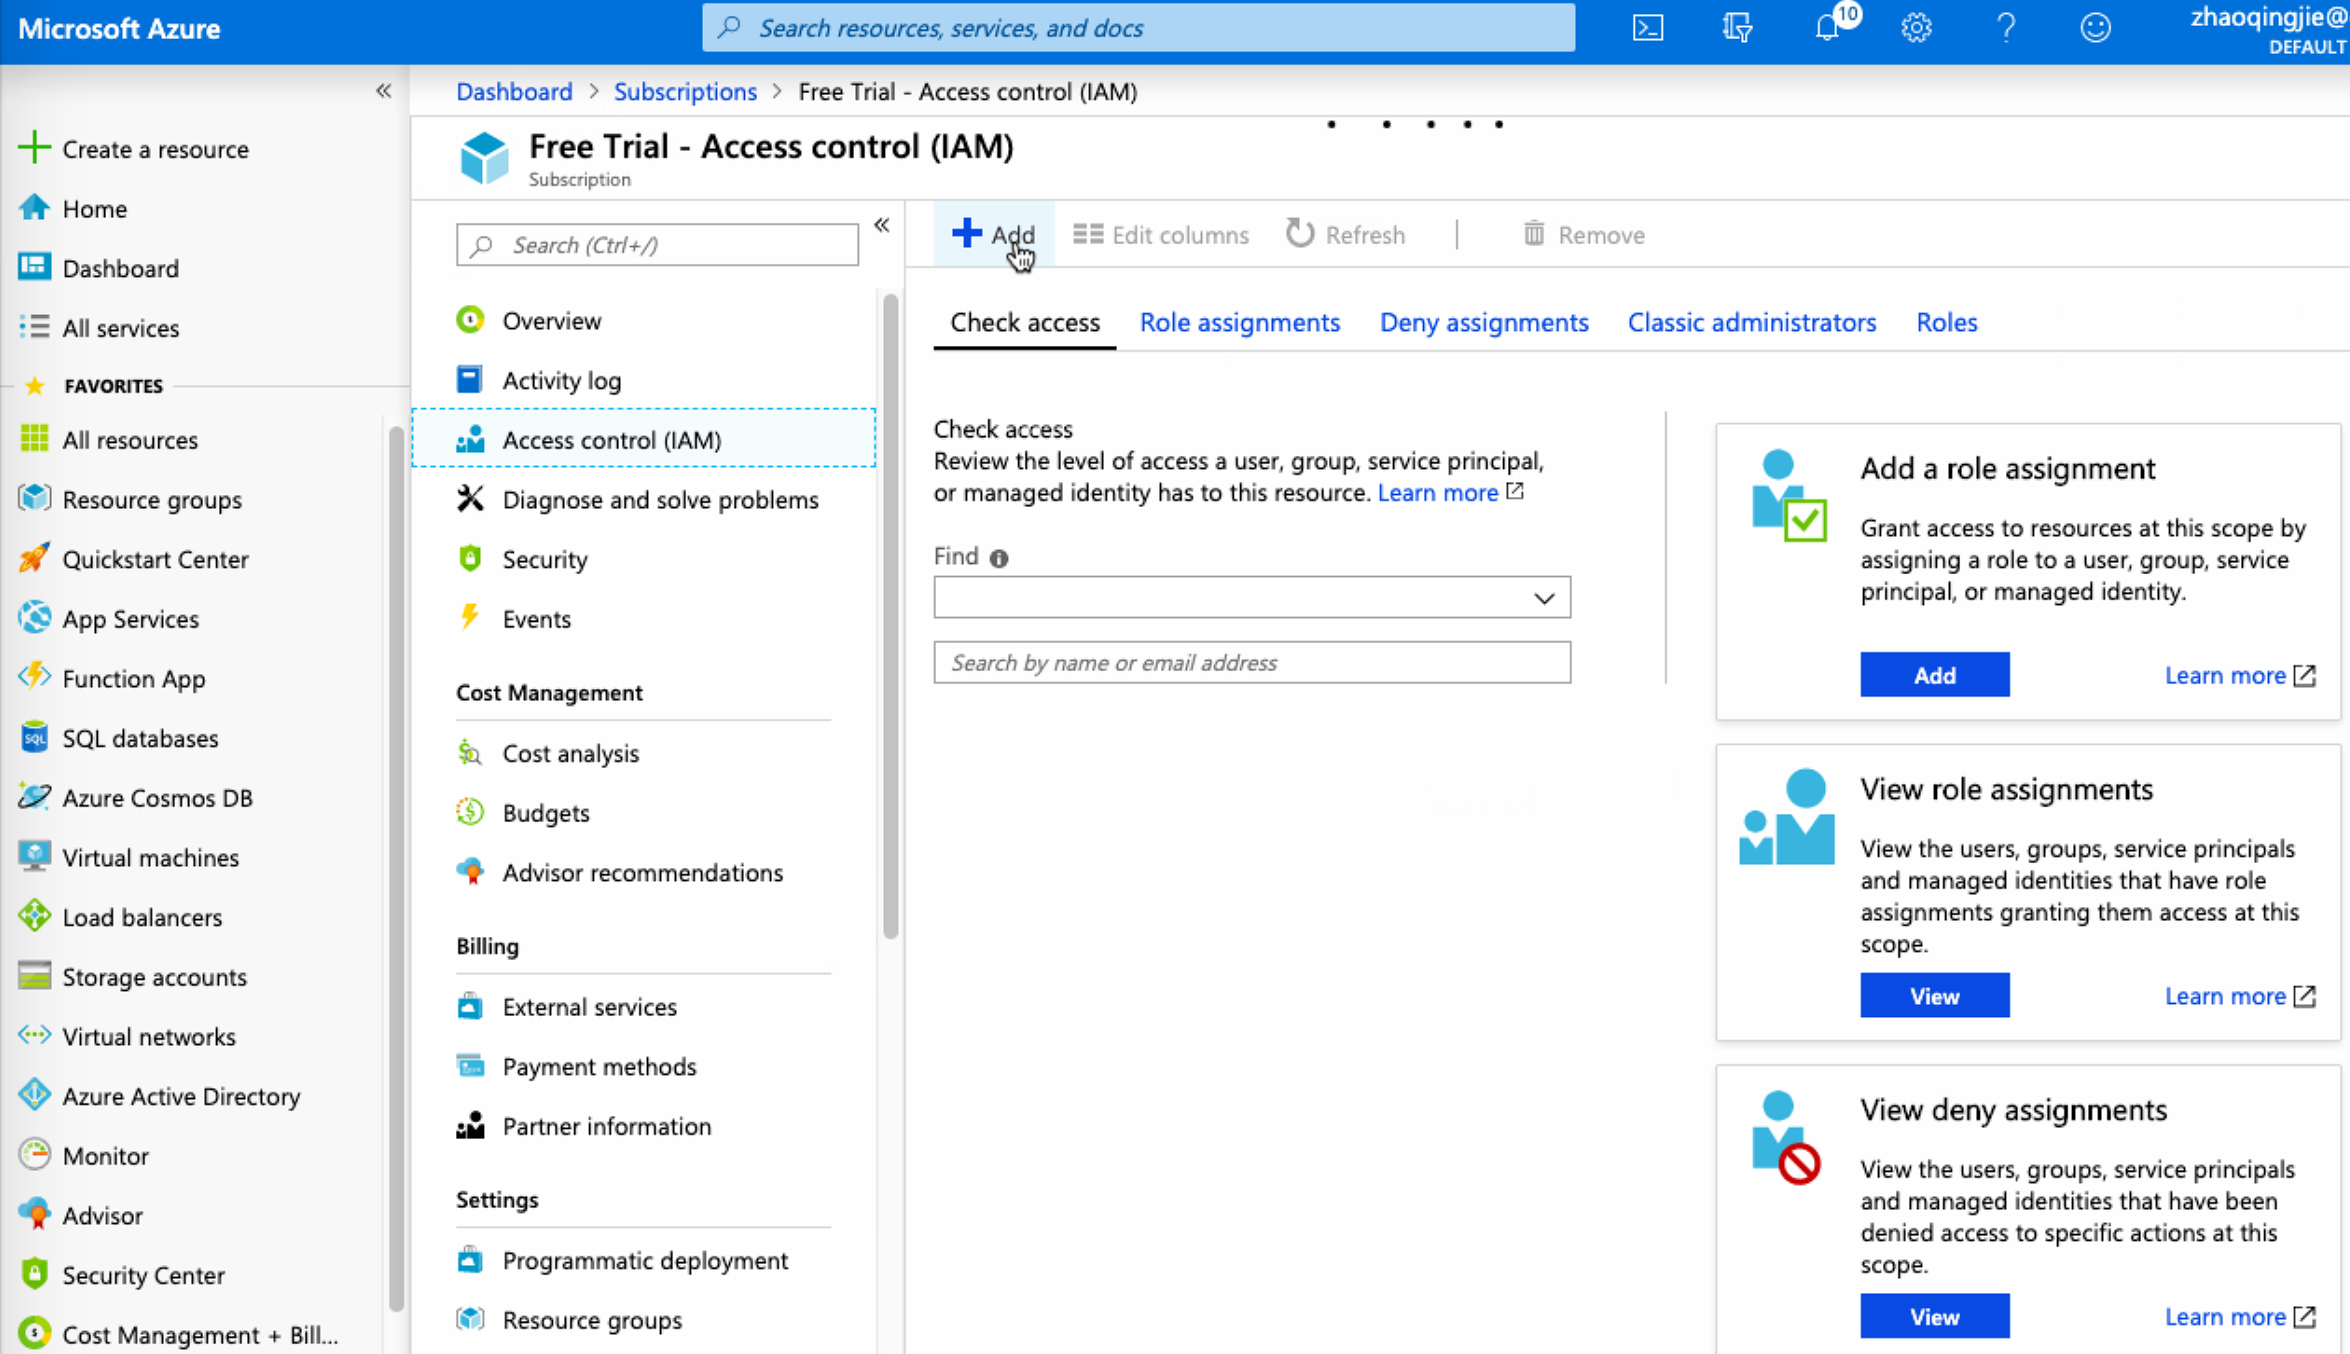 Microsoft Azure
Search resources, services, and docs
10
zhaoqingjie@
DEFAULT
Create a resource
Home
Dashboard
All services
FAVORITES
All resources
Resource groups
Quickstart Center
App Services
Function App
SQL
SQL databases
Azure Cosmos DB
Virtual machines
Load balancers
Storage accounts
Virtual networks
Azure Active Directory
Monitor
Advisor
Security Center
Cost Management + Bill...
Dashboard > Subscriptions > Free Trial - Access control (IAM)
Free Trial - Access control (IAM)
Subscription
Search (Ctrl+/)
Overview
Activity log
Access control (IAM)
Diagnose and solve problems
Security
Events
Cost Management
Cost analysis
Budgets
Advisor recommendations
Billing
External services
Payment methods
Partner information
Settings
Programmatic deployment
Resource groups
Add
Edit columns
Refresh
Remove
Check access
Role assignments
Deny assignments
Classic administrators
Roles
Check access
Review the level of access a user, group, service principal,
or managed identity has to this resource. Learn more
Find
Search by name or email address
Add a role assignment
Grant access to resources at this scope by
assigning a role to a user, group, service
principal, or managed identity.
Add
Learn more
View role assignments
View the users, groups, service principals
and managed identities that have role
assignments granting them access at this
scope.
View
Learn more
View deny assignments
View the users, groups, service principals
and managed identities that have been
denied access to specific actions at this
scope.
View
Learn more